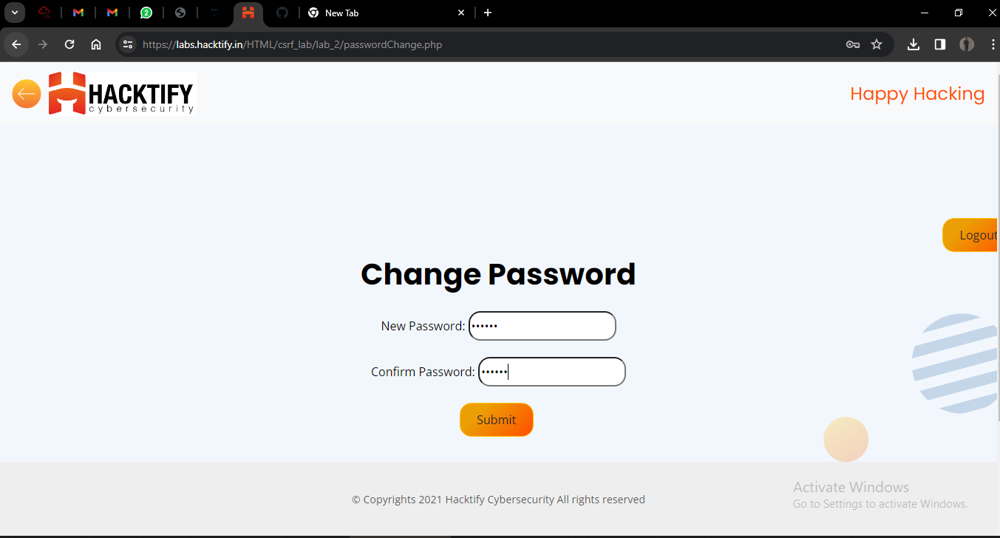 2
New Tab
https://labs.hacktify.in/HTML/csrf_lab/lab_2/passwordChange.php
HACKTIFY
cybersecurity
Happy Hacking
Logout
Change Password
New Password: ••••••
Confirm Password: ••••••
Submit
© Copyrights 2021 Hacktify Cybersecurity All rights reserved
Activate Windows
Go to Settings to activate Windows.